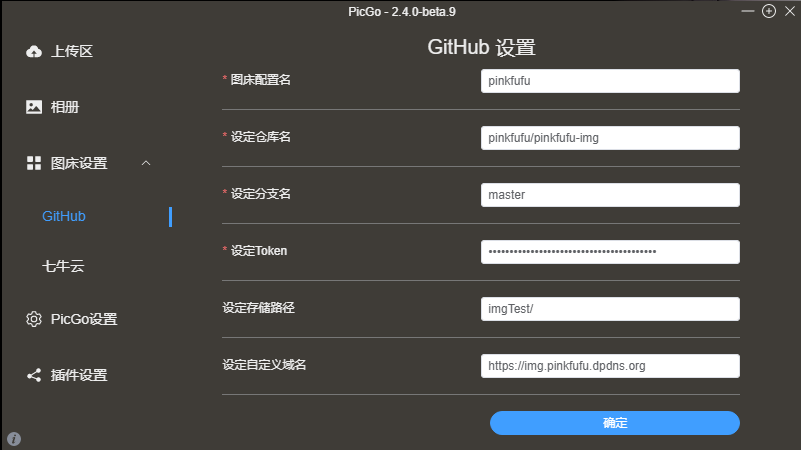 PicGo - 2.4.0-beta.9
上传区
相册
图床设置
GitHub
七牛云
PicGo设置
插件设置
GitHub 设置
* 图床配置名
pinkfufu
* 设定仓库名
pinkfufu/pinkfufu-img
* 设定分支名
master
* 设定Token
••••••••••••••••••••••••••••••••••••••••
设定存储路径
imgTest/
设定自定义域名
https://img.pinkfufu.dpdns.org
确定